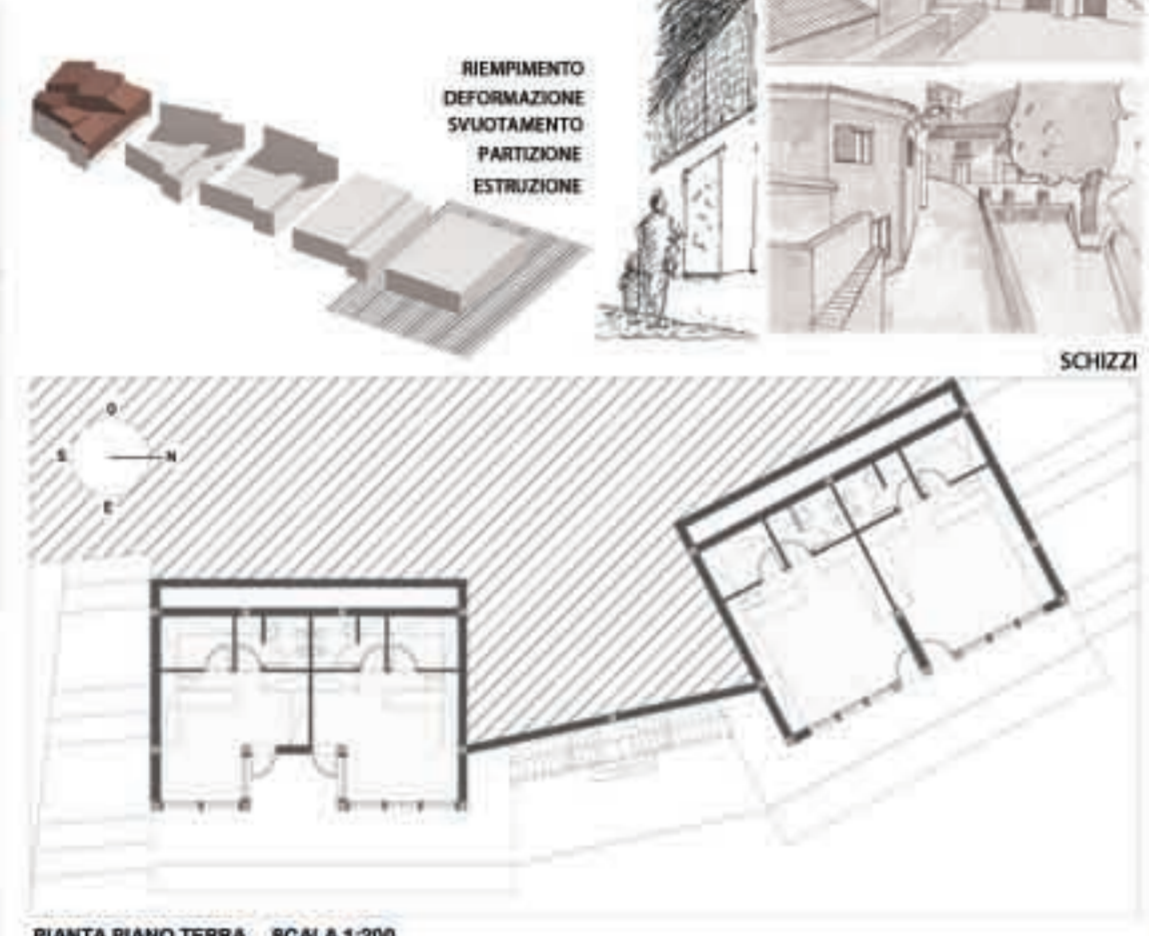 RIEMPIMENTO
DEFORMAZIONE
SVUOTAMENTO
PARTIZIONE
ESTRUZIONE
SCHIZZI
O
S N
E
PIANTA PIANO TERRA SCALA 1:200